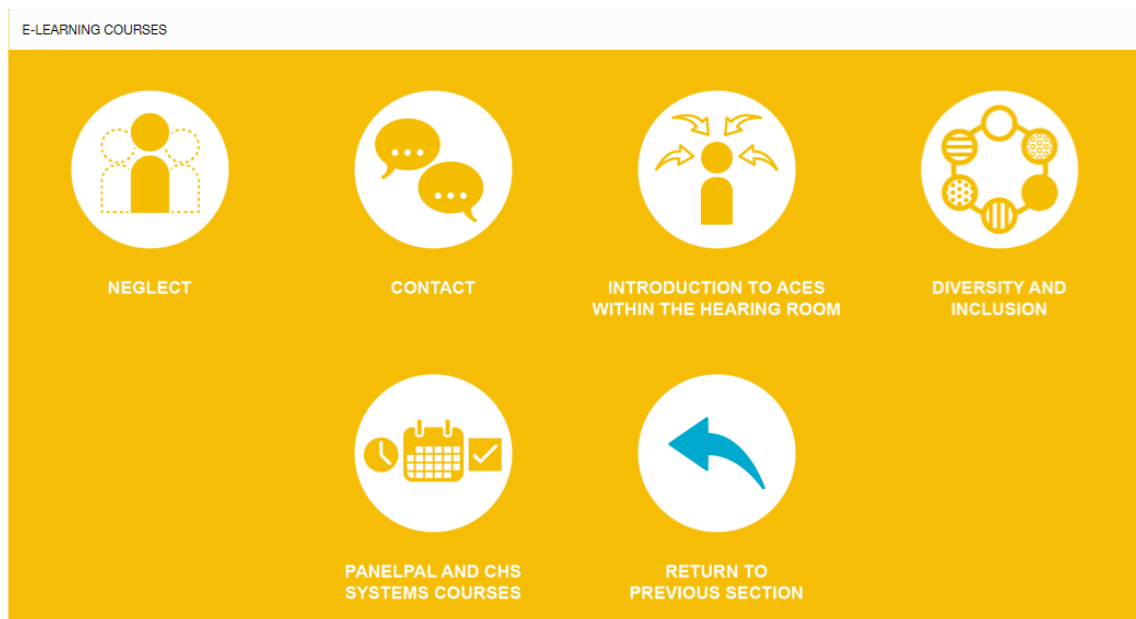 E-LEARNING COURSES
NEGLECT
CONTACT
INTRODUCTION TO ACES
WITHIN THE HEARING ROOM
DIVERSITY AND
INCLUSION
PANELPAL AND CHS
SYSTEMS COURSES
RETURN TO
PREVIOUS SECTION